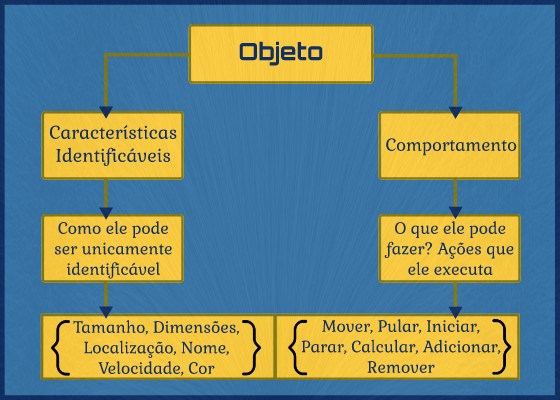 Objeto
Características
Identificáveis
Comportamento
Como ele pode
ser unicamente
identificável
O que ele pode
fazer? Ações que
ele executa
{Tamanho, Dimensões,
Localização, Nome,
Velocidade, Cor}
{Mover, Pular, Iniciar,
Parar, Calcular, Adicionar,
Remover}